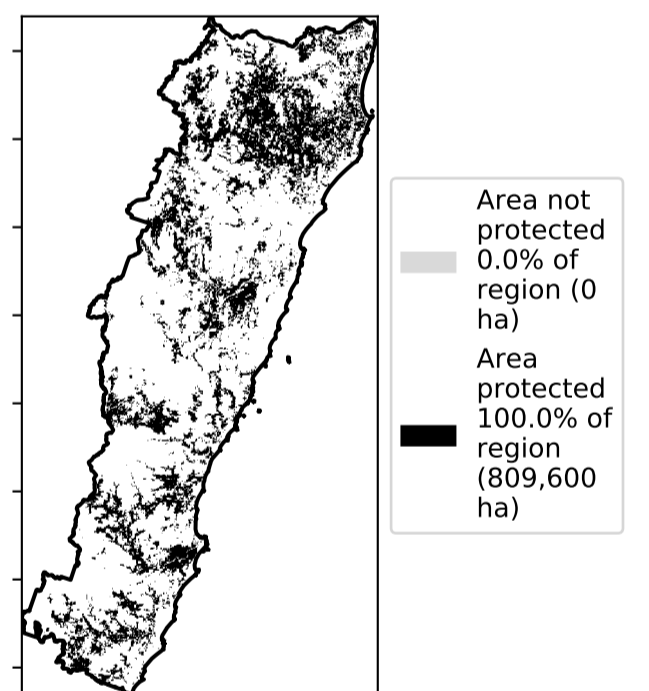 Area not
protected
0.0% of
region (0
ha)
Area
protected
100.0% of
region
(809,600
ha)